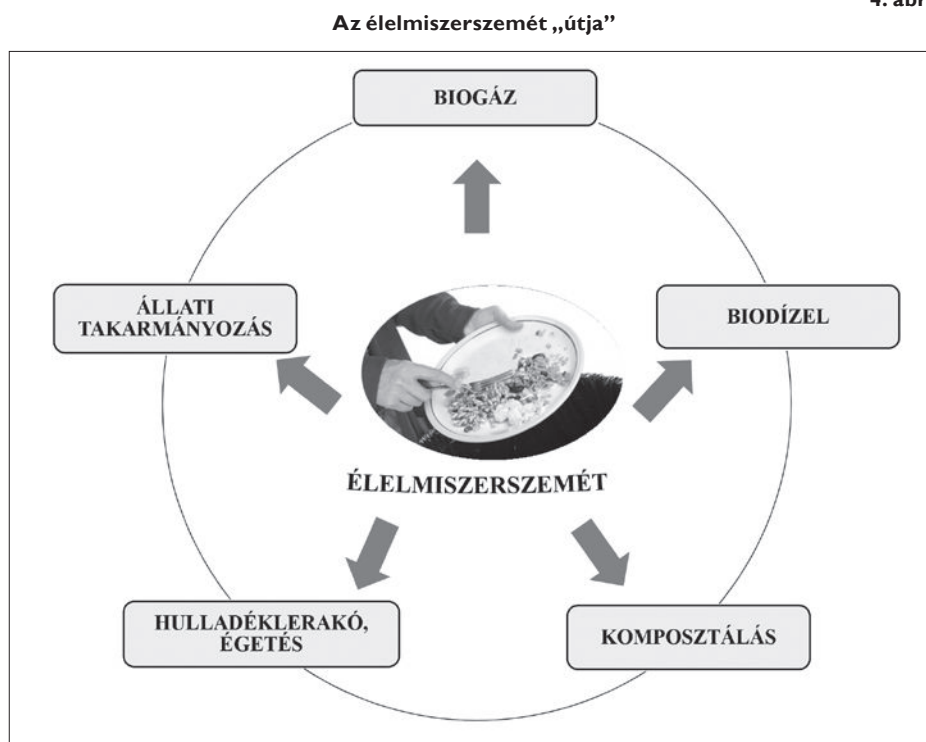 4. ábr
Az élelmiszerszemét „útja”
BIOGÁZ
ÁLLATI
TAKARMÁNYOZÁS
BIODÍZEL
ÉLELMISZERSZEMÉT
HULLADÉKLERAKÓ,
ÉGETÉS
KOMPOSZTÁLÁS